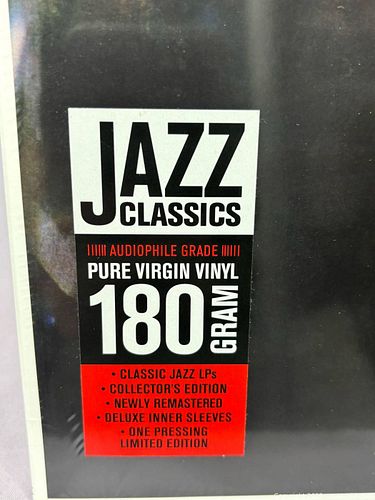 JAZZ
CLASSICS
AUDIOPHILE GRADE
PURE VIRGIN VINYL
180 GRAM
• CLASSIC JAZZ LPs
• COLLECTOR'S EDITION
• NEWLY REMASTERED
• DELUXE INNER SLEEVES
• ONE PRESSING
LIMITED EDITION